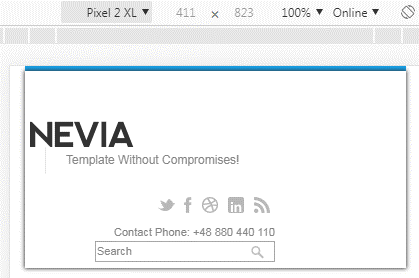 Pixel 2 XL ▼ 411 × 823 100% ▼ Online ▼
NEVIA
Template Without Compromises!
Contact Phone: +48 880 440 110
Search